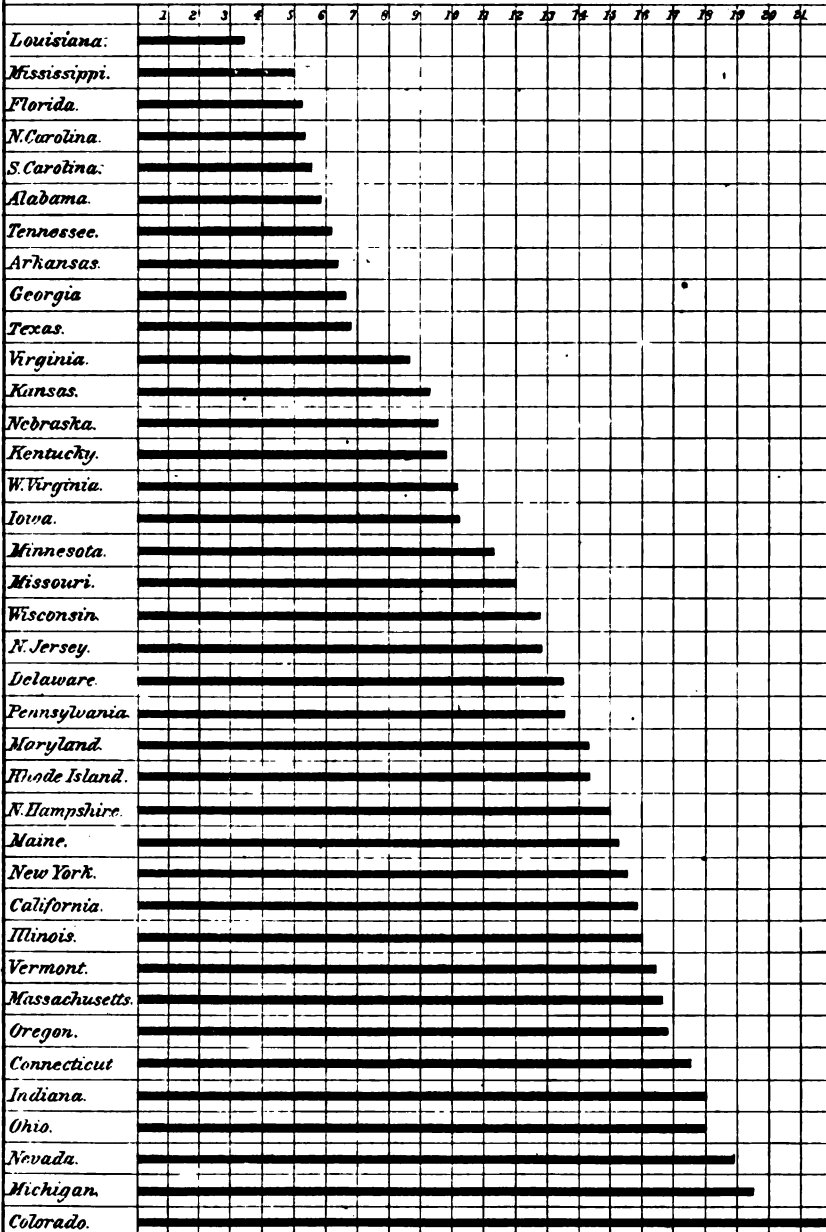 1 2 3 4 5 6 7 8 9 10 11 12 13 14 15 16 17 18 19 20 21
Louisiana.
Mississippi.
Florida.
N.Carolina.
S.Carolina.
Alabama.
Tennessee.
Arkansas.
Georgia
Texas.
Virginia.
Kansas.
Nebraska.
Kentucky.
W.Virginia.
Iowa.
Minnesota.
Missouri.
Wisconsin.
N.Jersey.
Delaware.
Pennsylvania.
Moryland.
Rhode Island.
N.Hampshire.
Maine.
New York.
California.
Illinois.
Vermont.
Massachusetts.
Oregon.
Connecticut
Indiana.
Ohio.
Nevada.
Michigan.
Colorado.